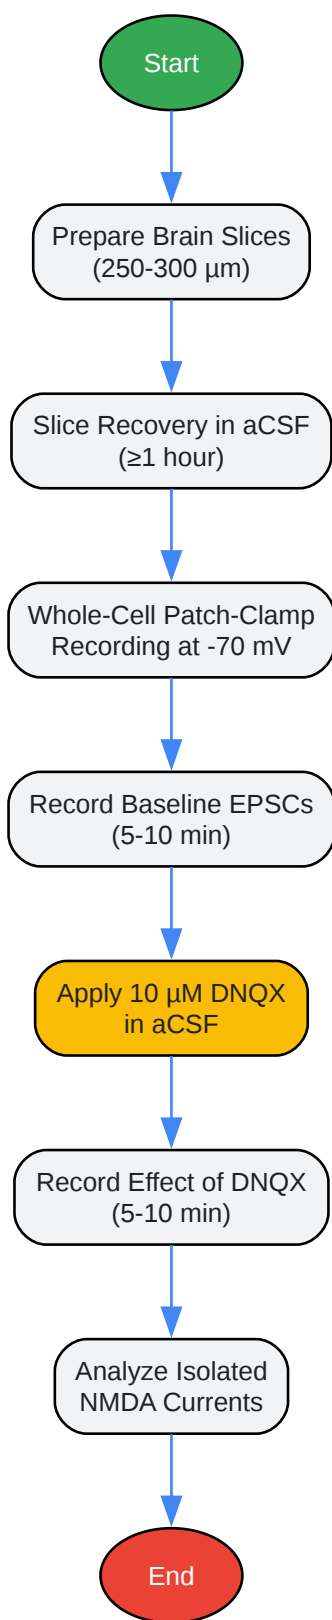 Start
Prepare Brain Slices
(250-300 µm)
Slice Recovery in aCSF
(≥1 hour)
Whole-Cell Patch-Clamp
Recording at -70 mV
Record Baseline EPSCs
(5-10 min)
Apply 10 µM DNQX
in aCSF
Record Effect of DNQX
(5-10 min)
Analyze Isolated
NMDA Currents
End